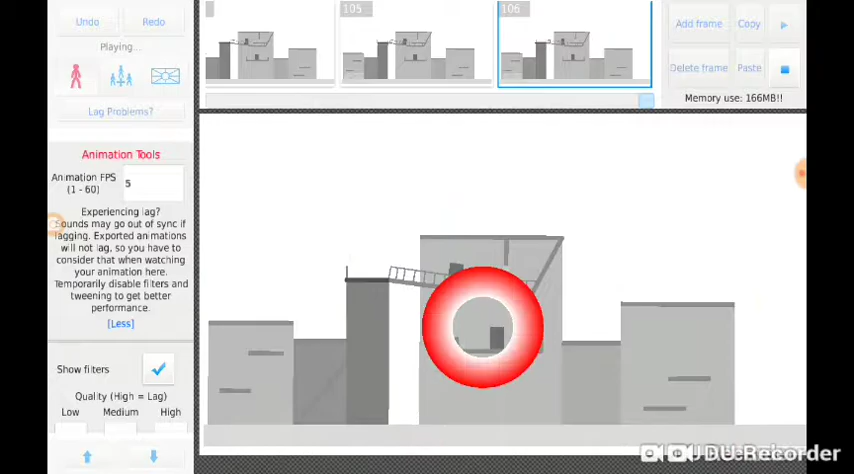 Undo
Redo
Playing...
Lag Problems?
Animation Tools
Animation FPS
(1 - 60)
5
Experiencing lag?
Sounds may go out of sync if
lagging. Exported animations
will not lag, so you have to
consider that when watching
your animation here.
Temporarily disable filters and
tweening to get better
performance.
[Less]
Show filters
Quality (High = Lag)
Low
Medium
High
105
106
Add frame
Copy
Delete frame
Paste
Memory use: 166MB!!
DU Recorder